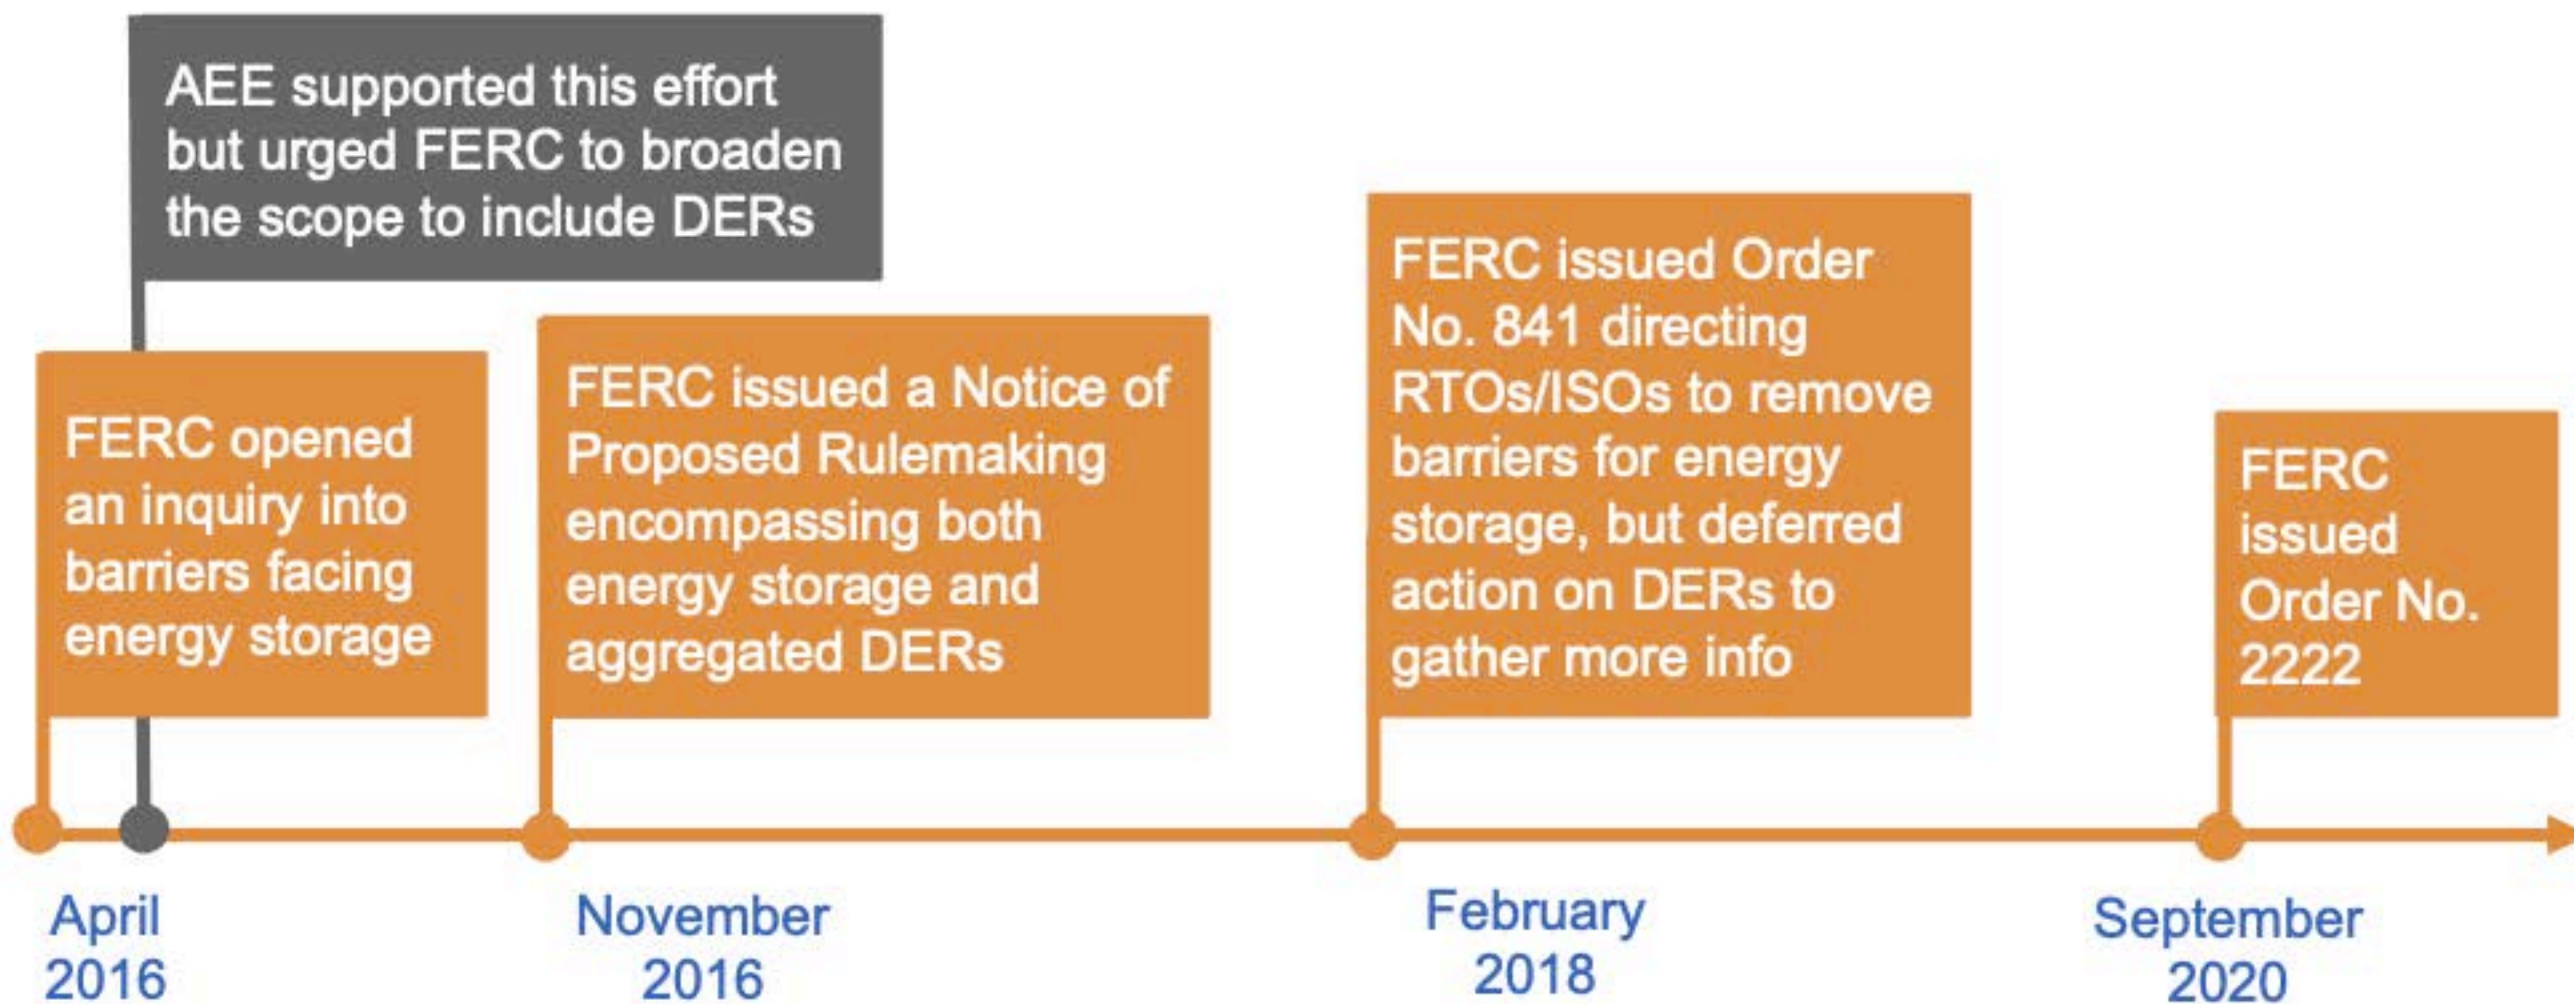 AEE supported this effort
but urged FERC to broaden
the scope to include DERs
FERC opened
an inquiry into
barriers facing
energy storage
FERC issued a Notice of
Proposed Rulemaking
encompassing both
energy storage and
aggregated DERs
FERC issued Order
No. 841 directing
RTOs/ISOs to remove
barriers for energy
storage, but deferred
action on DERs to
gather more info
FERC
issued
Order No.
2222
April
2016
November
2016
February
2018
September
2020